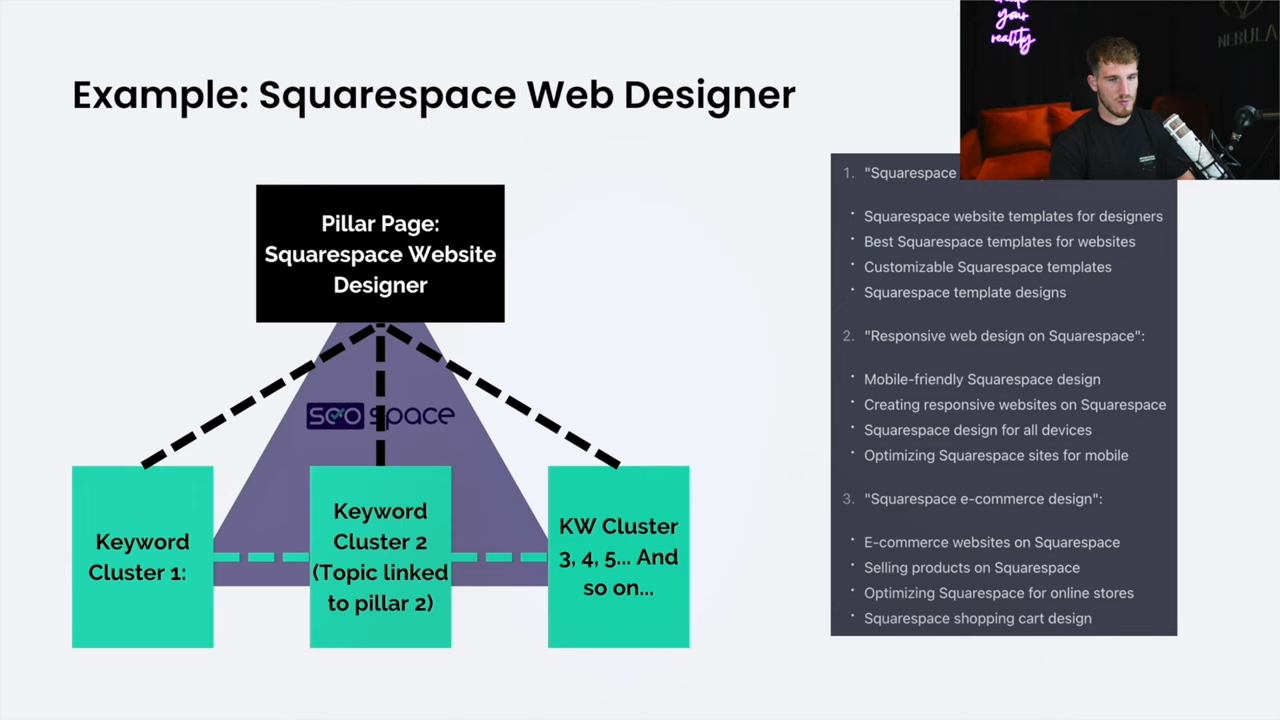 your
reality
NEBULA
Example: Squarespace Web Designer
Pillar Page:
Squarespace Website
Designer
seo space
Keyword
Cluster 1:
Keyword
Cluster 2
(Topic linked
to pillar 2)
KW Cluster
3, 4, 5... And
so on...
1. "Squarespace
· Squarespace website templates for designers
· Best Squarespace templates for websites
· Customizable Squarespace templates
· Squarespace template designs
2. "Responsive web design on Squarespace":
· Mobile-friendly Squarespace design
· Creating responsive websites on Squarespace
· Squarespace design for all devices
· Optimizing Squarespace sites for mobile
3. "Squarespace e-commerce design":
· E-commerce websites on Squarespace
· Selling products on Squarespace
· Optimizing Squarespace for online stores
· Squarespace shopping cart design